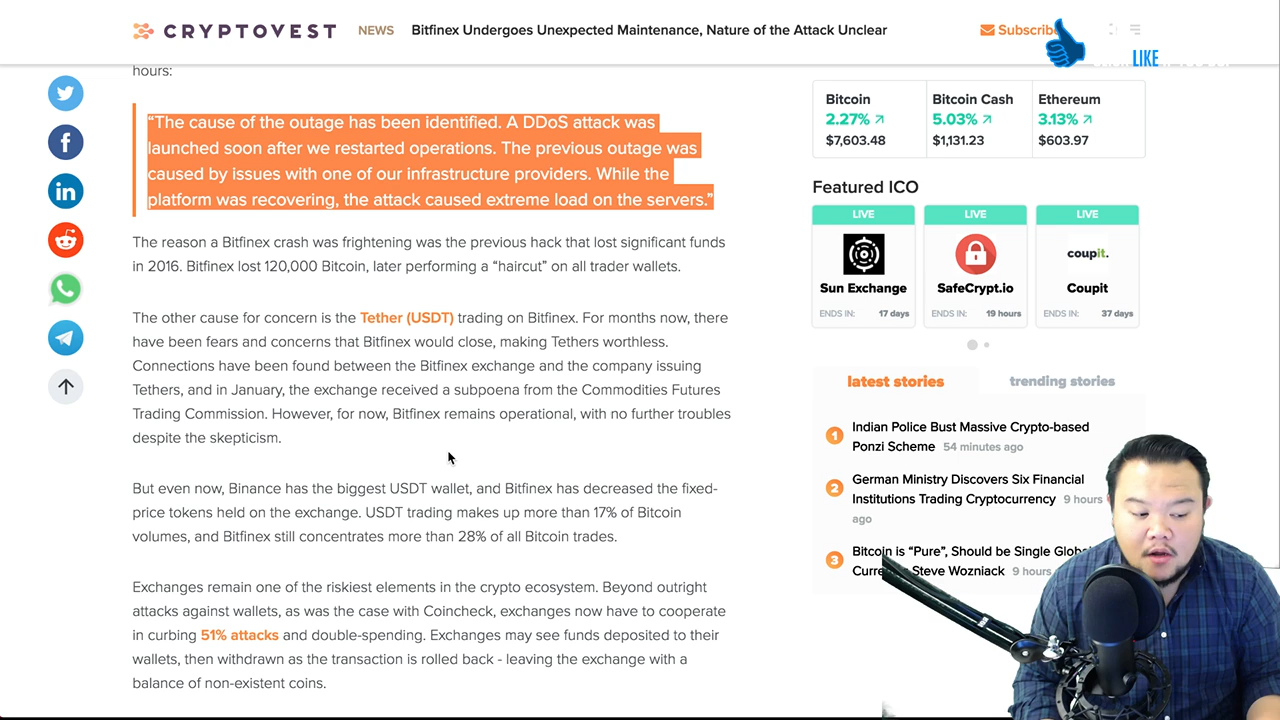 CRYPTOVEST
NEWS
Bitfinex Undergoes Unexpected Maintenance, Nature of the Attack Unclear
Subscribe
LIKE
hours:
“The cause of the outage has been identified. A DDoS attack was
launched soon after we restarted operations. The previous outage was
caused by issues with one of our infrastructure providers. While the
platform was recovering, the attack caused extreme load on the servers.”
The reason a Bitfinex crash was frightening was the previous hack that lost significant funds
in 2016. Bitfinex lost 120,000 Bitcoin, later performing a “haircut” on all trader wallets.
The other cause for concern is the Tether (USDT) trading on Bitfinex. For months now, there
have been fears and concerns that Bitfinex would close, making Tethers worthless.
Connections have been found between the Bitfinex exchange and the company issuing
Tethers, and in January, the exchange received a subpoena from the Commodities Futures
Trading Commission. However, for now, Bitfinex remains operational, with no further troubles
despite the skepticism.
But even now, Binance has the biggest USDT wallet, and Bitfinex has decreased the fixed-
price tokens held on the exchange. USDT trading makes up more than 17% of Bitcoin
volumes, and Bitfinex still concentrates more than 28% of all Bitcoin trades.
Exchanges remain one of the riskiest elements in the crypto ecosystem. Beyond outright
attacks against wallets, as was the case with Coincheck, exchanges now have to cooperate
in curbing 51% attacks and double-spending. Exchanges may see funds deposited to their
wallets, then withdrawn as the transaction is rolled back - leaving the exchange with a
balance of non-existent coins.
Bitcoin
2.27%
$7,603.48
Bitcoin Cash
5.03%
$1,131.23
Ethereum
3.13%
$603.97
Featured ICO
LIVE
Sun Exchange
ENDS IN: 17 days
LIVE
SafeCrypt.io
ENDS IN: 19 hours
LIVE
coupit.
Coupit
ENDS IN: 37 days
latest stories
trending stories
1
Indian Police Bust Massive Crypto-based
Ponzi Scheme 54 minutes ago
2
German Ministry Discovers Six Financial
Institutions Trading Cryptocurrency 9 hours
ago
3
Bitcoin is “Pure”, Should be Single
Steve Wozniack 9 hours